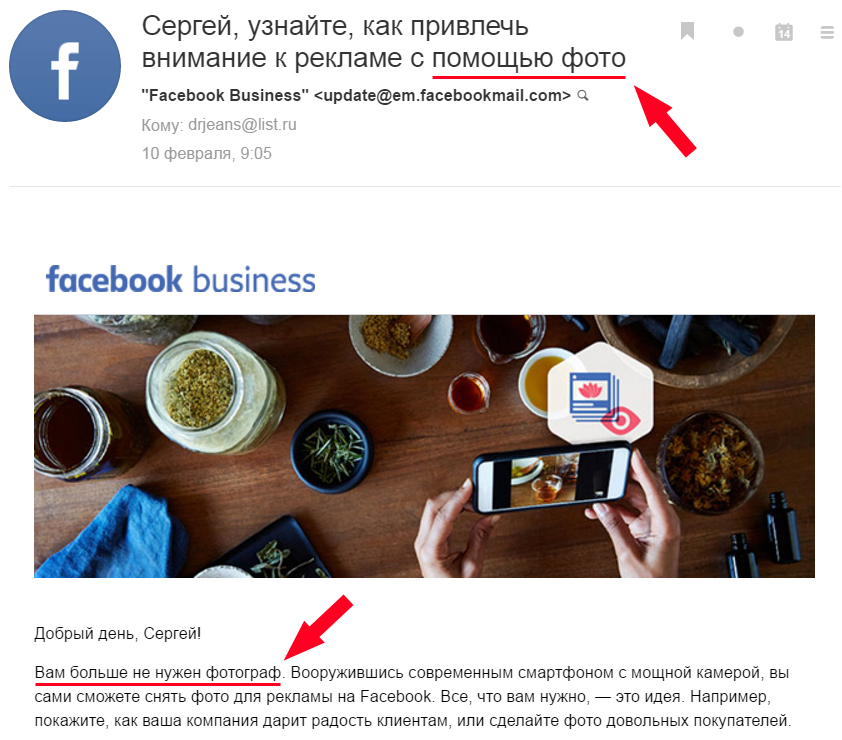 Сергей, узнайте, как привлечь
внимание к рекламе с помощью фото
"Facebook Business" <update@em.facebookmail.com>
Кому: drjeans@list.ru
10 февраля, 9:05
14
facebook business
Добрый день, Сергей!
Вам больше не нужен фотограф. Вооружившись современным смартфоном с мощной камерой, вы
сами сможете снять фото для рекламы на Facebook. Все, что вам нужно, — это идея. Например,
покажите, как ваша компания дарит радость клиентам, или сделайте фото довольных покупателей.